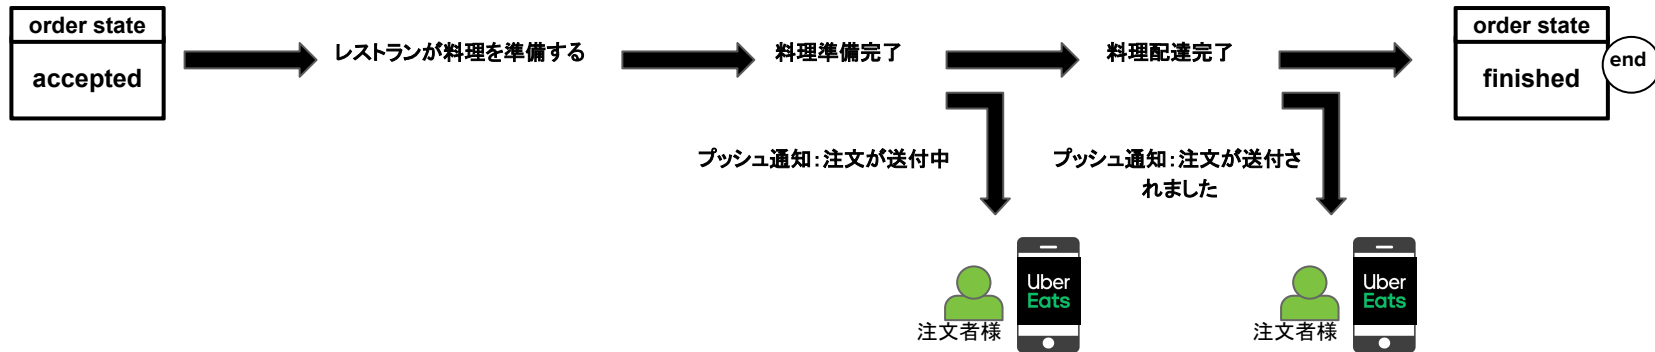 order state
accepted
レストランが料理を準備する
料理準備完了
料理配達完了
order state
finished
end
プッシュ通知：注文が送付中
プッシュ通知：注文が送付さ
れました
Uber
Eats
注文者様
Uber
Eats
注文者様